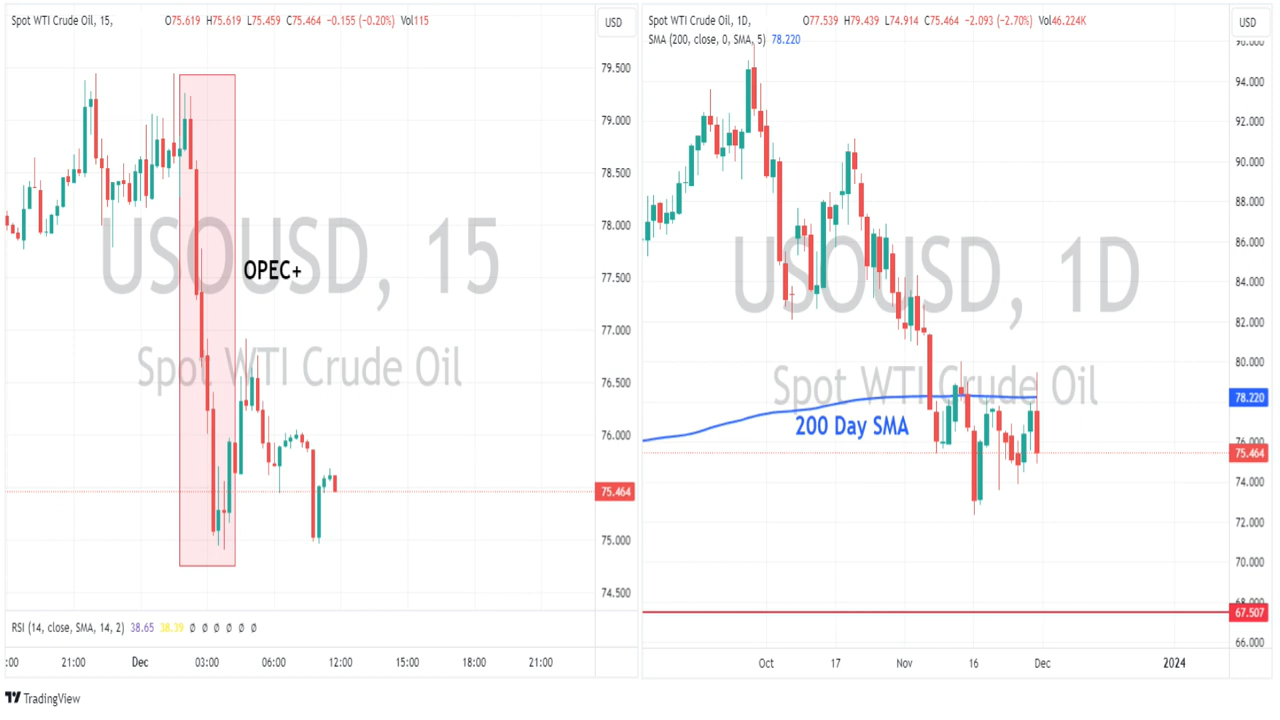 Spot WTI Crude Oil, 15, O75.619 H75.619 L75.459 C75.464 −0.155 (−0.20%) Vol115
USD
79.500
79.000
78.500
78.000
77.500
77.000
76.500
76.000
75.464
75.000
74.500
USOUSD, 15
Spot WTI Crude Oil
OPEC+
RSI (14, close, SMA, 14, 2) 38.65 38.39 Ø Ø Ø Ø Ø Ø
:00 21:00 Dec 03:00 06:00 12:00 15:00 18:00 21:00
Spot WTI Crude Oil, 1D, O77.539 H79.439 L74.914 C75.464 −2.093 (−2.70%) Vol46.224K
SMA (200, close, 0, SMA, 5) 78.220
USD
96.000
94.000
92.000
90.000
88.000
86.000
84.000
82.000
80.000
78.220
76.000
75.464
74.000
72.000
70.000
68.000
67.507
66.000
USOUSD, 1D
Spot WTI Crude Oil
200 Day SMA
Oct 17 Nov 16 Dec 2024
TradingView